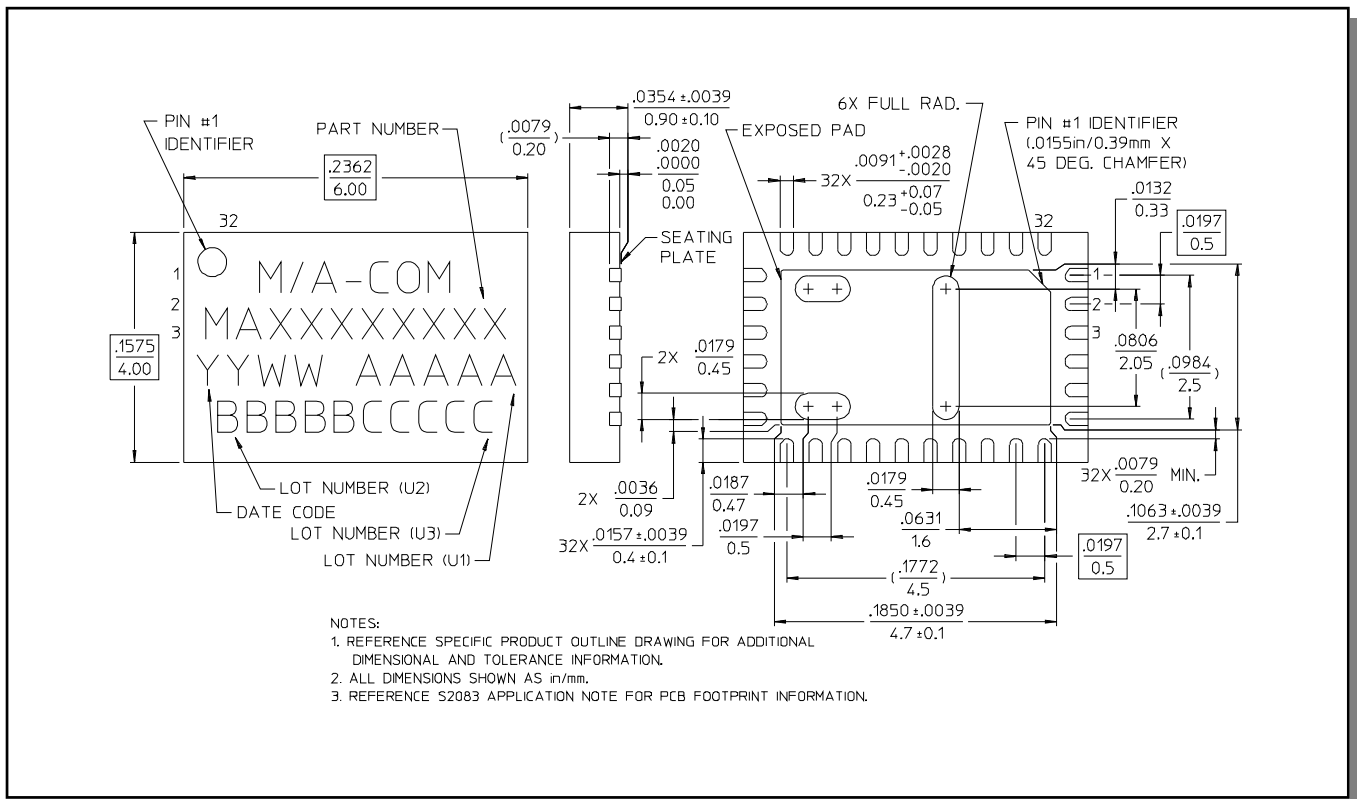 PIN #1
IDENTIFIER
PART NUMBER
.2362
6.00
32
1
2
3
M/A-COM
MAXXXXXXXXX
YYWW AAAAA
BBBBBCCCCC
.1575
4.00
LOT NUMBER (U2)
DATE CODE
LOT NUMBER (U3)
LOT NUMBER (U1)
.0354 ±.0039
0.90 ±0.10
(.0079
0.20)
.0020
.0000
0.05
0.00
SEATING
PLATE
EXPOSED PAD
32X .0091 +.0028
-.0020
0.23 +0.07
-0.05
6X FULL RAD.
PIN #1 IDENTIFIER
(.0155in/0.39mm X
45 DEG. CHAMFER)
32
.0132
0.33
.0197
0.5
1
2
3
.0806
2.05
(.0984
2.5)
2X .0179
0.45
2X .0036
0.09
32X .0157 ±.0039
0.4 ±0.1
.0187
0.47
.0197
0.5
.0179
0.45
.0631
1.6
32X .0079 MIN.
0.20
.1063 ±.0039
2.7 ±0.1
.0197
0.5
(.1772
4.5)
.1850 ±.0039
4.7 ±0.1
NOTES:
1. REFERENCE SPECIFIC PRODUCT OUTLINE DRAWING FOR ADDITIONAL
DIMENSIONAL AND TOLERANCE INFORMATION.
2. ALL DIMENSIONS SHOWN AS in/mm.
3. REFERENCE S2083 APPLICATION NOTE FOR PCB FOOTPRINT INFORMATION.